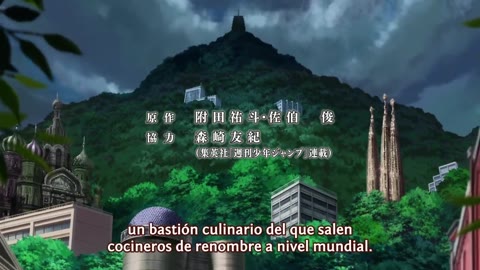 原作 附田祐斗・佐伯 俊
協力 森崎友紀
(集英社「週刊少年ジャンプ」連載)
un bastión culinario del que salen
cocineros de renombre a nivel mundial.